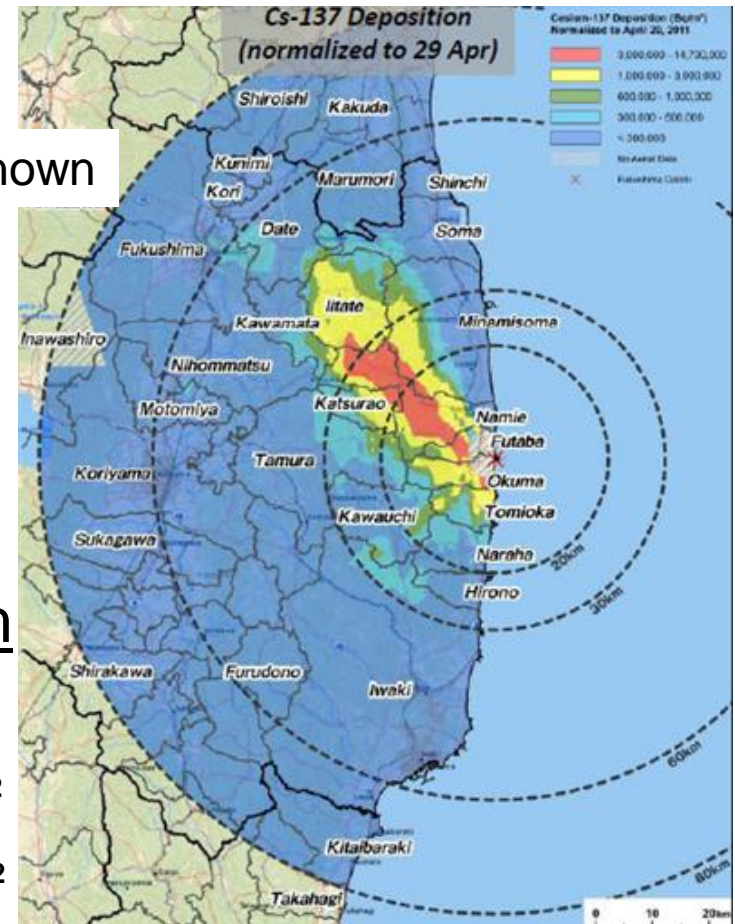 Cs-137 Deposition
(normalized to 29 Apr)
Cesium-137 Deposition (Bq/m²)
Normalized to April 29, 2011
3,000,000 - 14,700,000
1,000,000 - 3,000,000
600,000 - 1,000,000
300,000 - 600,000
< 300,000
No Aerial Data
Fukushima Daiichi
Shiroishi
Kakuda
Kunimi
Kori
Marumori
Shinchi
Date
Soma
Fukushima
Iitate
Kawamata
Minamisoma
Inawashiro
Nihommatsu
Motomiya
Katsurao
Namie
Futaba
Koriyama
Tamura
Okuma
Kawauchi
Tomioka
Sukagawa
Naraha
20km
Hirono
30km
Shirakawa
Furudono
Iwaki
60km
Kitaibaraki
80km
Takahagi
0 10 20km